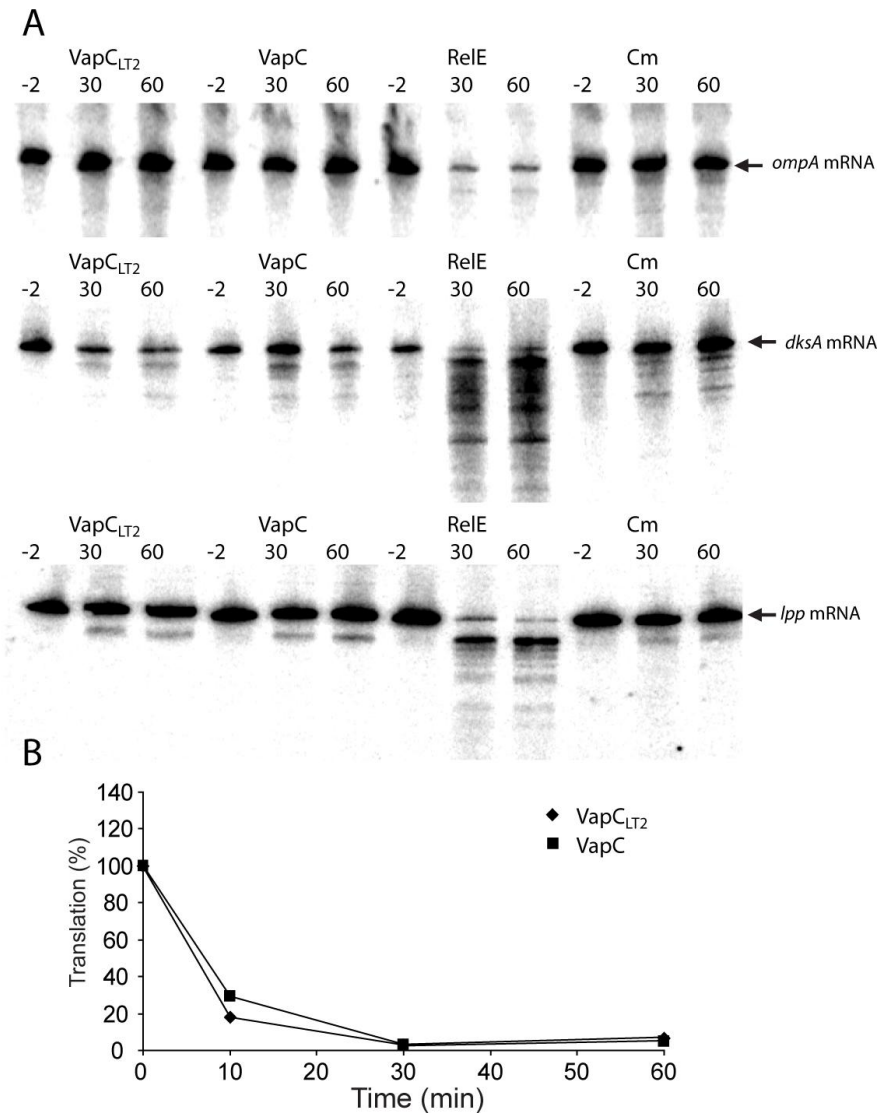 A
VapC_LT2 VapC RelE Cm
-2 30 60 -2 30 60 -2 30 60 -2 30 60
ompA mRNA
VapC_LT2 VapC RelE Cm
-2 30 60 -2 30 60 -2 30 60 -2 30 60
dksA mRNA
VapC_LT2 VapC RelE Cm
-2 30 60 -2 30 60 -2 30 60 -2 30 60
lpp mRNA
B
Translation (%)
140
120
100
80
60
40
20
0
VapC_LT2
VapC
0 10 20 30 40 50 60
Time (min)